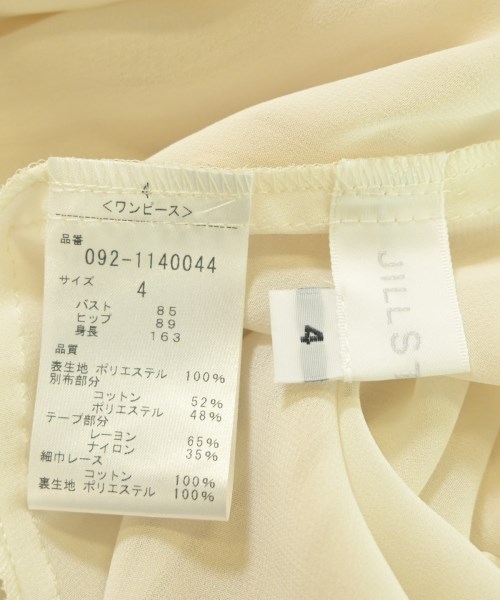 4
<ワンピース>
品番
092-1140044
サイズ
4
バスト 85
ヒップ 89
身長 163
品質
表生地 ポリエステル 100%
別布部分
コットン 52%
ポリエステル 48%
テープ部分
レーヨン 65%
ナイロン 35%
細巾レース
コットン 100%
裏生地 ポリエステル 100%
4
JILL ST